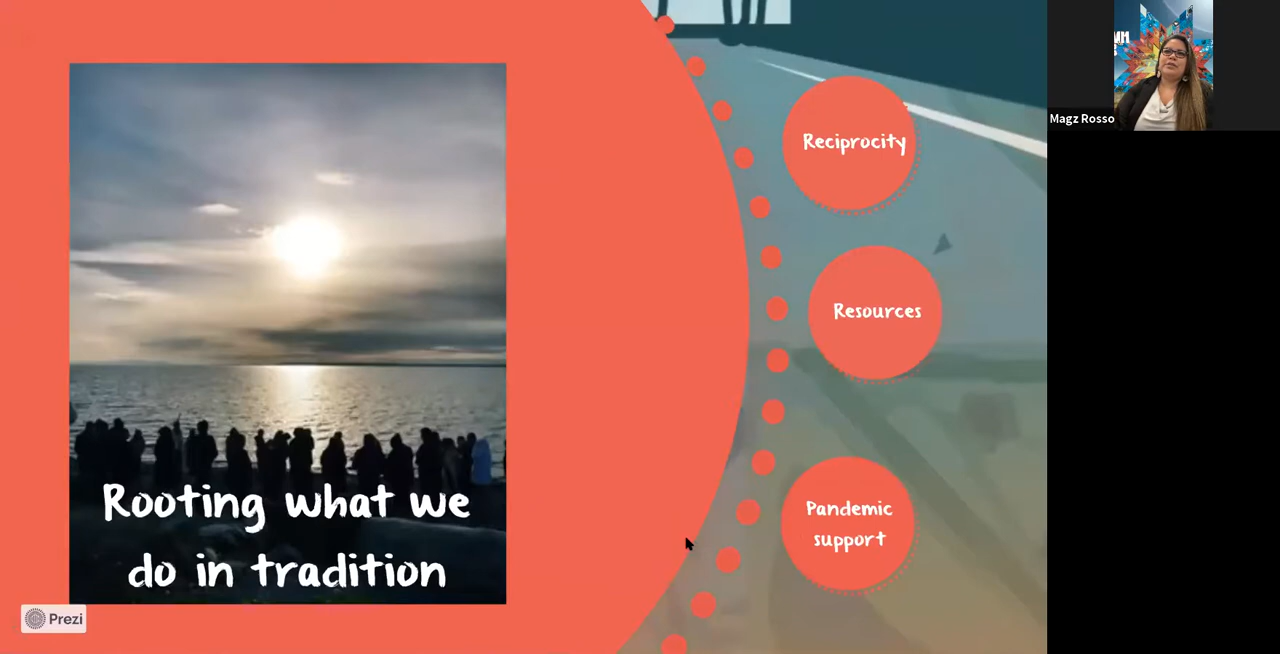 Rooting what we
do in tradition
Reciprocity
Resources
Pandemic
support
Prezi
Magz Rosso